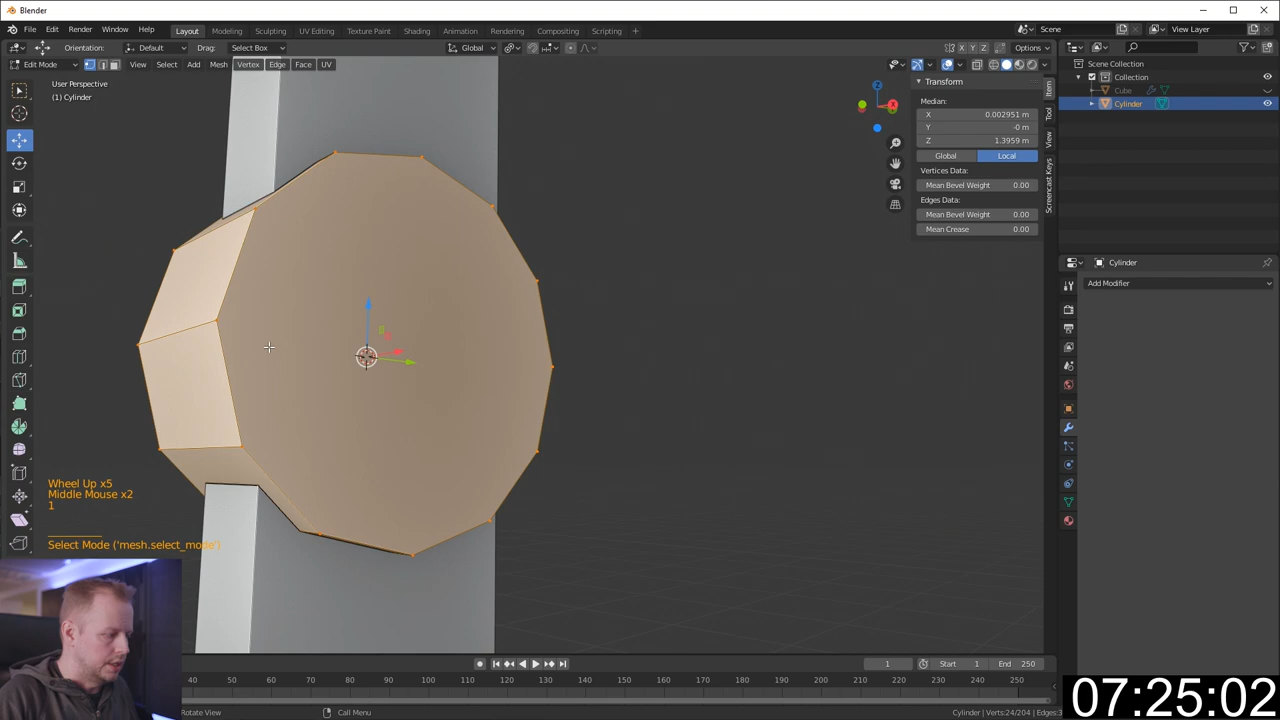 Blender
File Edit Render Window Help
Layout Modeling Sculpting UV Editing Texture Paint Shading Animation Rendering Compositing Scripting
Scene View Layer
Orientation: Default Drag: Select Box Global X Y Z Options
Edit Mode View Select Add Mesh Vertex Edge Face UV
User Perspective
(1) Cylinder
Z
X
Transform
Median:
X 0.002951 m
Y -0 m
Z 1.3959 m
Global Local
Vertices Data:
Mean Bevel Weight 0.00
Edges Data:
Mean Bevel Weight 0.00
Mean Crease 0.00
Item
Tool
View
Screencast Keys
Scene Collection
Collection
Cube
Cylinder
Cylinder
Add Modifier
Wheel Up x5
Middle Mouse x2
1
Select Mode ('mesh.select_mode')
1 Start 1 End 250
40 50 60 70 80 90 100 110 120 130 140 150 160 170 180 190 200 210 220 230 240 250
Rotate View Call Menu
07:25:02